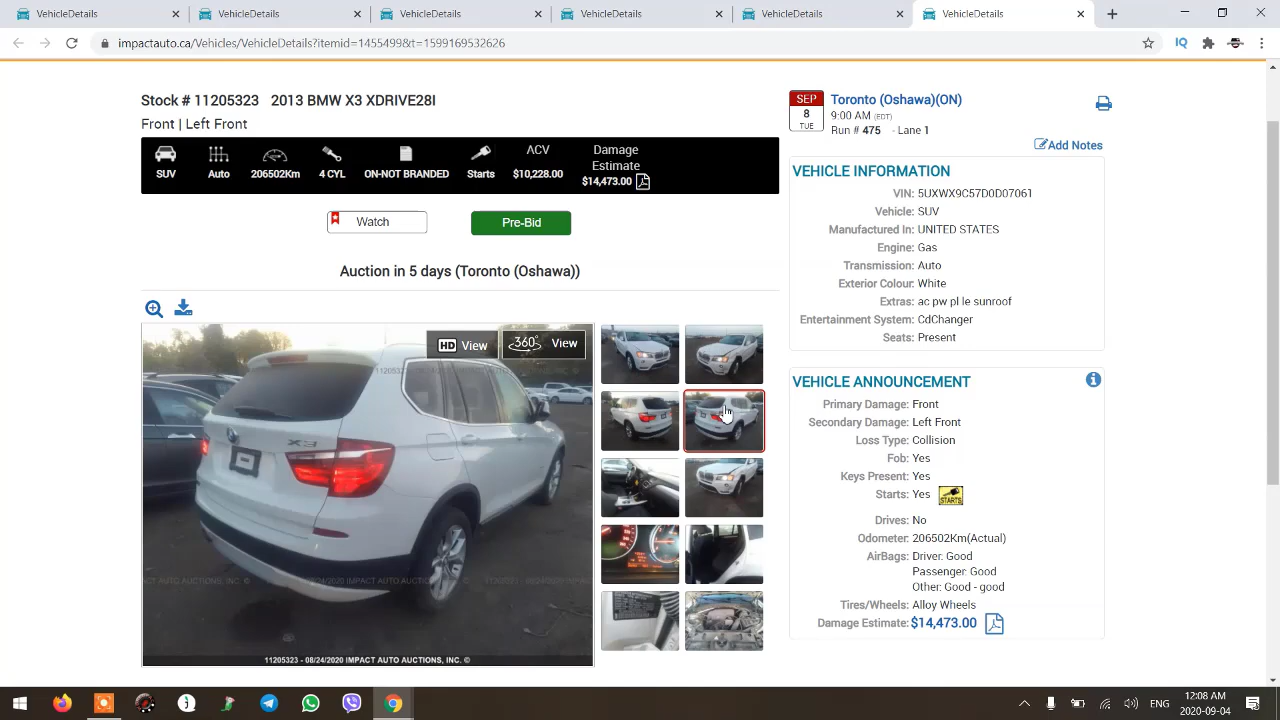 VehicleDetails × VehicleDetails × VehicleDetails × VehicleDetails × VehicleDetails × VehicleDetails ×
impactauto.ca/Vehicles/VehicleDetails?itemid=1455499&t=1599169532626
IQ
Stock # 11205323 2013 BMW X3 XDRIVE28I
Front | Left Front
SUV
Auto
206502Km
4 CYL
ON-NOT BRANDED
Starts
ACV
$10,228.00
Damage
Estimate
$14,473.00
Watch
Pre-Bid
Auction in 5 days (Toronto (Oshawa))
HD View
360° View
X3
11205323 - 08/24/2020 IMPACT AUTO AUCTIONS, INC. ©
SEP
8
TUE
Toronto (Oshawa)(ON)
9:00 AM (EDT)
Run # 475 - Lane 1
Add Notes
VEHICLE INFORMATION
VIN: 5UXWX9C57D0D07061
Vehicle: SUV
Manufactured In: UNITED STATES
Engine: Gas
Transmission: Auto
Exterior Colour: White
Extras: ac pw pl le sunroof
Entertainment System: CdChanger
Seats: Present
VEHICLE ANNOUNCEMENT
Primary Damage: Front
Secondary Damage: Left Front
Loss Type: Collision
Fob: Yes
Keys Present: Yes
Starts: Yes STARTS
Drives: No
Odometer: 206502Km(Actual)
AirBags: Driver: Good
Passenger: Good
Other: Good - good
Tires/Wheels: Alloy Wheels
Damage Estimate: $14,473.00
ENG
12:08 AM
2020-09-04